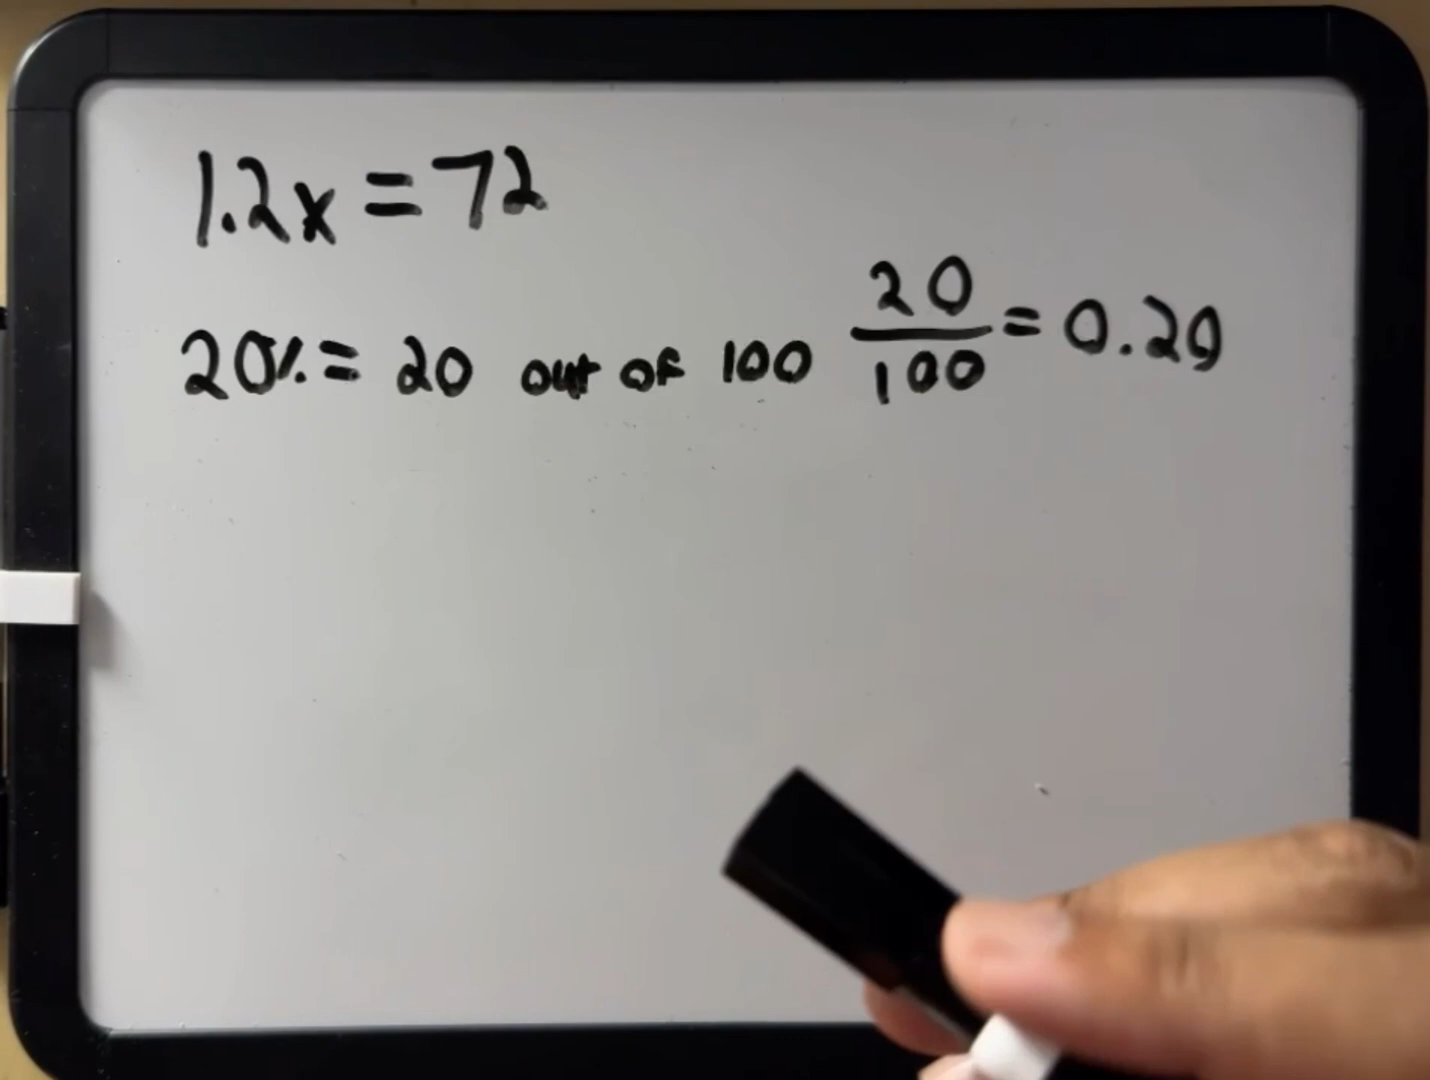 1.2x = 72
20% = 20 out of 100 20/100 = 0.20